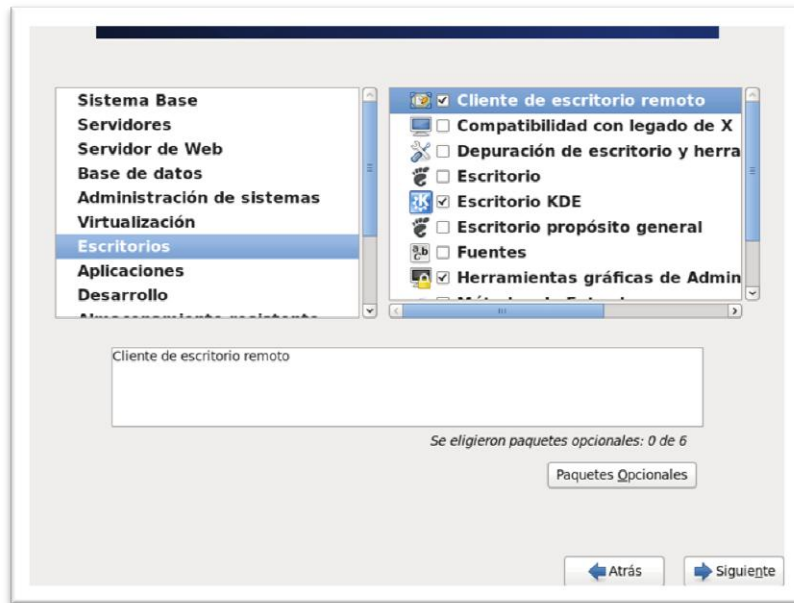 Sistema Base
Servidores
Servidor de Web
Base de datos
Administración de sistemas
Virtualización
Escritorios
Aplicaciones
Desarrollo
Cliente de escritorio remoto
Compatibilidad con legado de X
Depuración de escritorio y herra
Escritorio
Escritorio KDE
Escritorio propósito general
Fuentes
Herramientas gráficas de Admin
Cliente de escritorio remoto
Se eligieron paquetes opcionales: 0 de 6
Paquetes Opcionales
Atrás
Siguiente